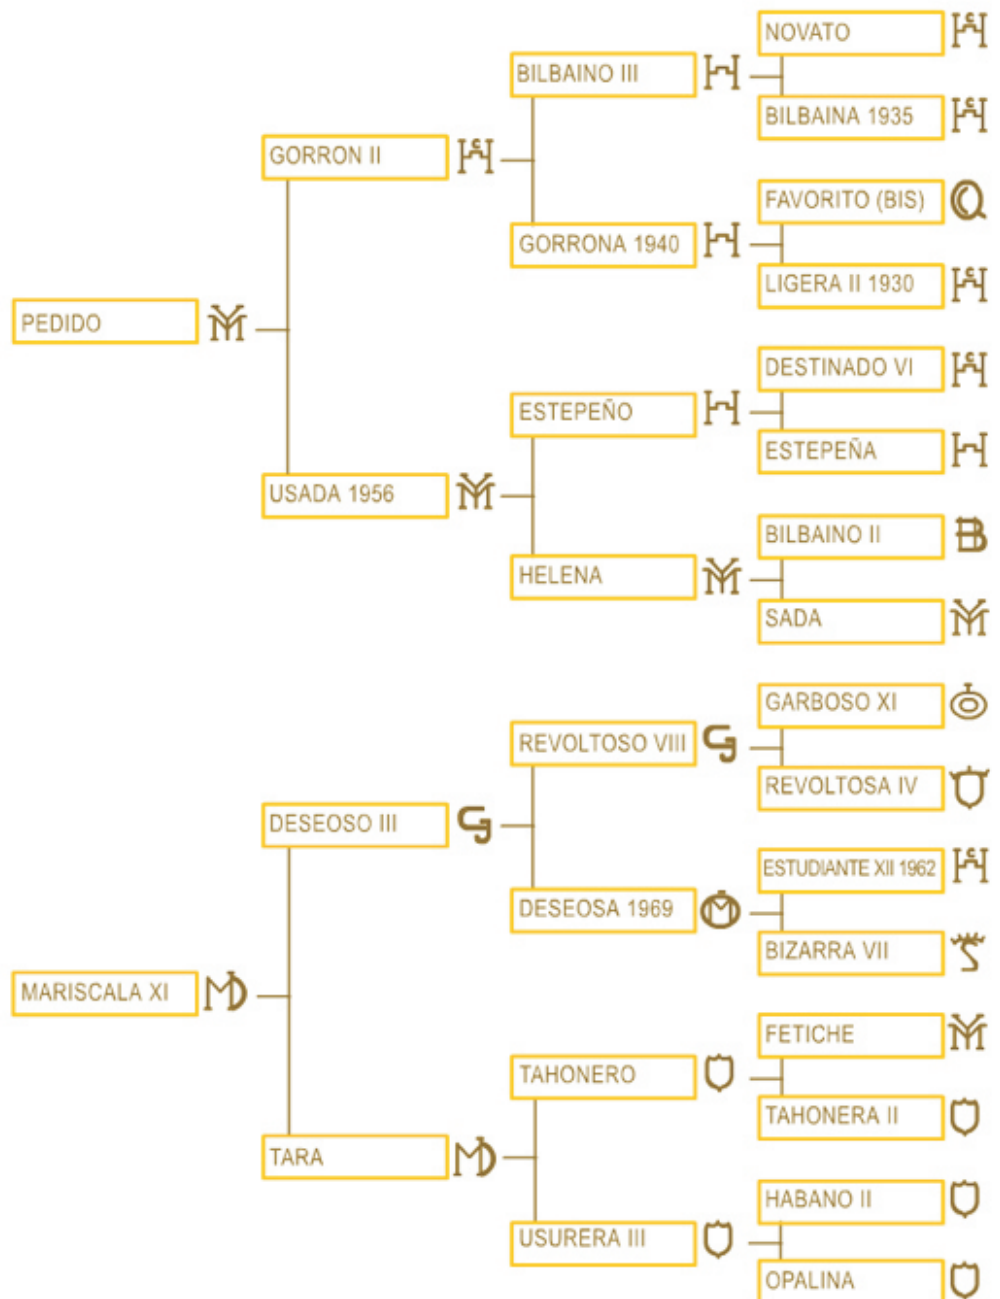 NOVATO
BILBAINO III
BILBAINA 1935
GORRON II
FAVORITO (BIS)
GORRONA 1940
LIGERA II 1930
PEDIDO
DESTINADO VI
ESTEPEÑO
ESTEPEÑA
USADA 1956
BILBAINO II
HELENA
SADA
GARBOSO XI
REVOLTOSO VIII
REVOLTOSA IV
DESEOSO III
ESTUDIANTE XII 1962
DESEOSA 1969
BIZARRA VII
MARISCALA XI
FETICHE
TAHONERO
TAHONERA II
TARA
HABANO II
USURERA III
OPALINA